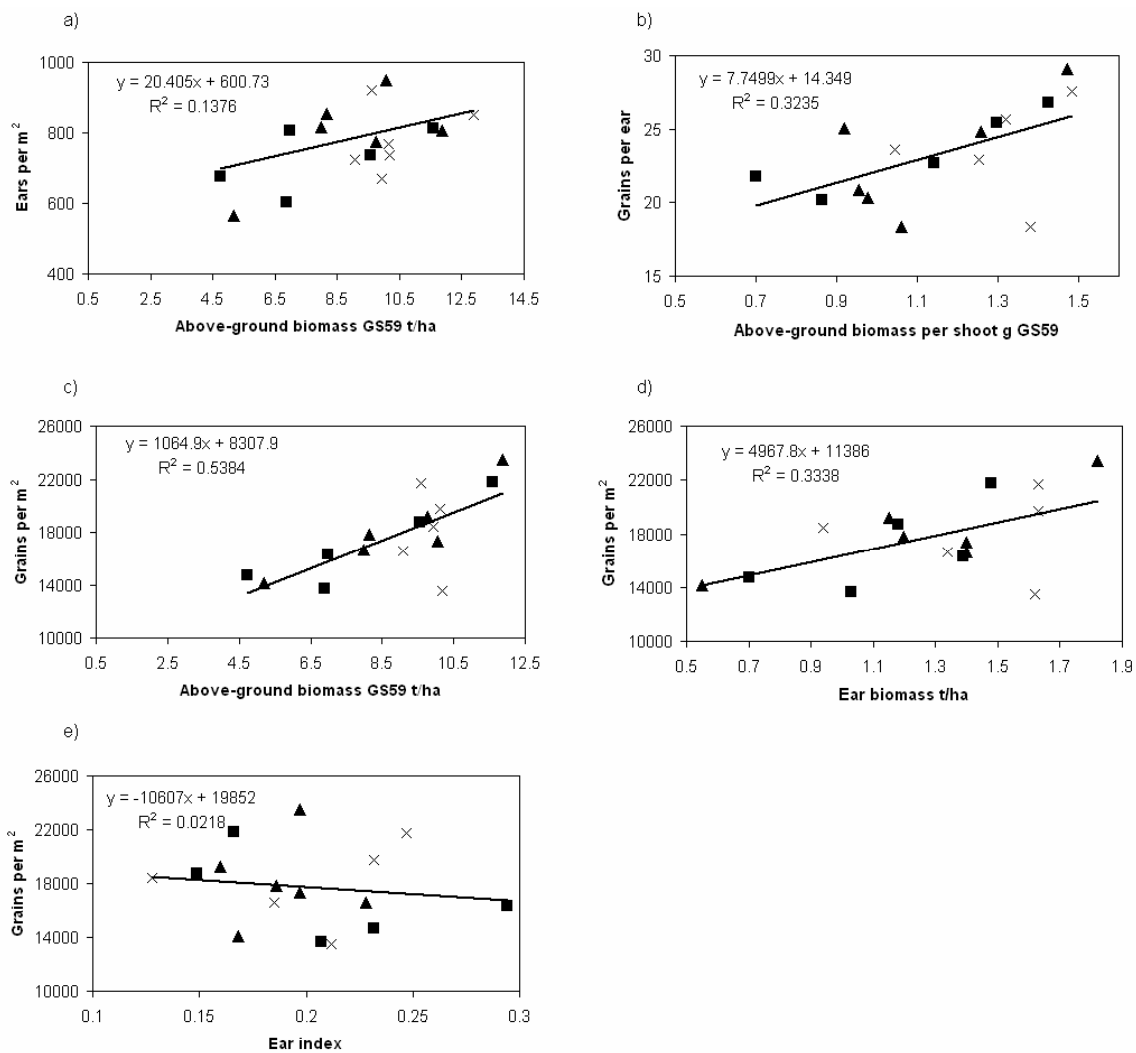 a)
y = 20.405x + 600.73
R² = 0.1376
Ears per m²
1000
800
600
400
0.5 2.5 4.5 6.5 8.5 10.5 12.5 14.5
Above-ground biomass GS59 t/ha
b)
y = 7.7499x + 14.349
R² = 0.3235
Grains per ear
30
25
20
15
0.5 0.7 0.9 1.1 1.3 1.5
Above-ground biomass per shoot g GS59
c)
y = 1064.9x + 8307.9
R² = 0.5384
Grains per m²
26000
22000
18000
14000
10000
0.5 2.5 4.5 6.5 8.5 10.5 12.5
Above-ground biomass GS59 t/ha
d)
y = 4967.8x + 11386
R² = 0.3338
Grains per m²
26000
22000
18000
14000
10000
0.5 0.7 0.9 1.1 1.3 1.5 1.7 1.9
Ear biomass t/ha
e)
y = -10607x + 19852
R² = 0.0218
Grains per m²
26000
22000
18000
14000
10000
0.1 0.15 0.2 0.25 0.3
Ear index